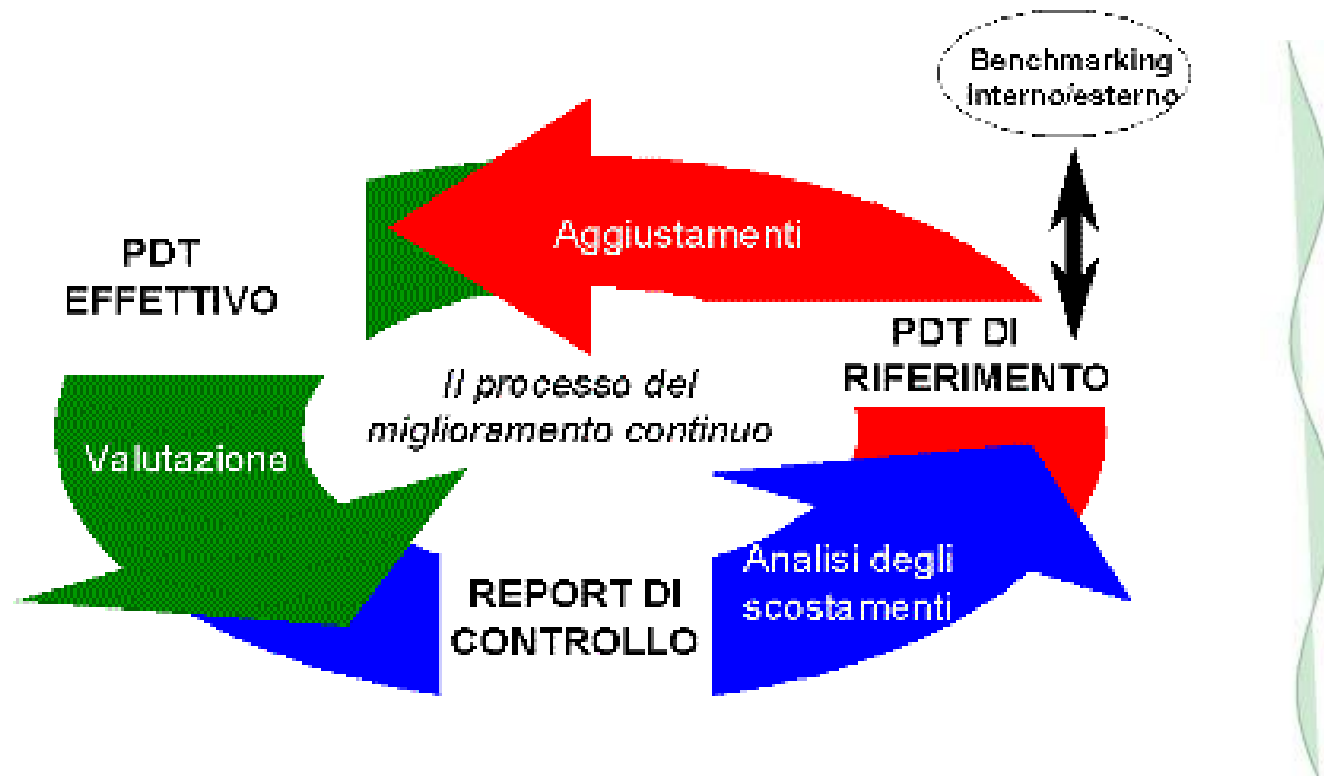 Benchmarking
interno/esterno
Aggiustamenti
PDT
EFFETTIVO
PDT DI
RIFERIMENTO
Il processo del
miglioramento continuo
Valutazione
Analisi degli
scostamenti
REPORT DI
CONTROLLO